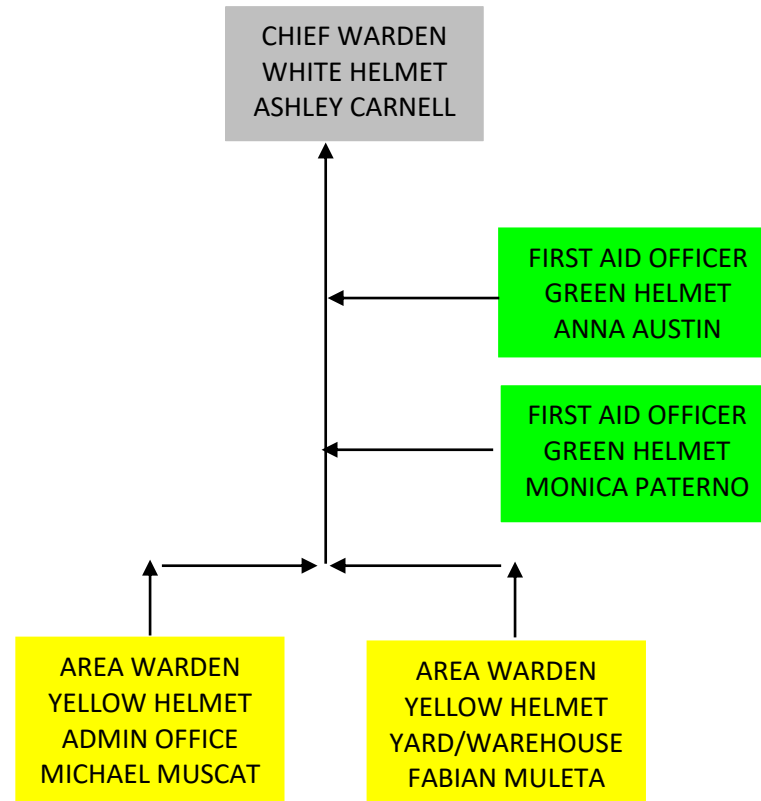 CHIEF WARDEN
WHITE HELMET
ASHLEY CARNELL
FIRST AID OFFICER
GREEN HELMET
ANNA AUSTIN
FIRST AID OFFICER
GREEN HELMET
MONICA PATERNO
AREA WARDEN
YELLOW HELMET
ADMIN OFFICE
MICHAEL MUSCAT
AREA WARDEN
YELLOW HELMET
YARD/WAREHOUSE
FABIAN MULETA